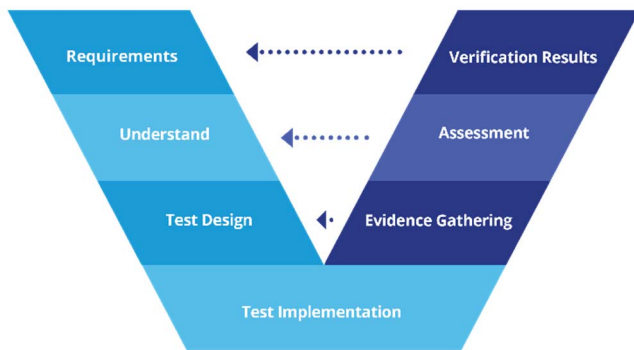 Requirements
Verification Results
Understand
Assessment
Test Design
Evidence Gathering
Test Implementation